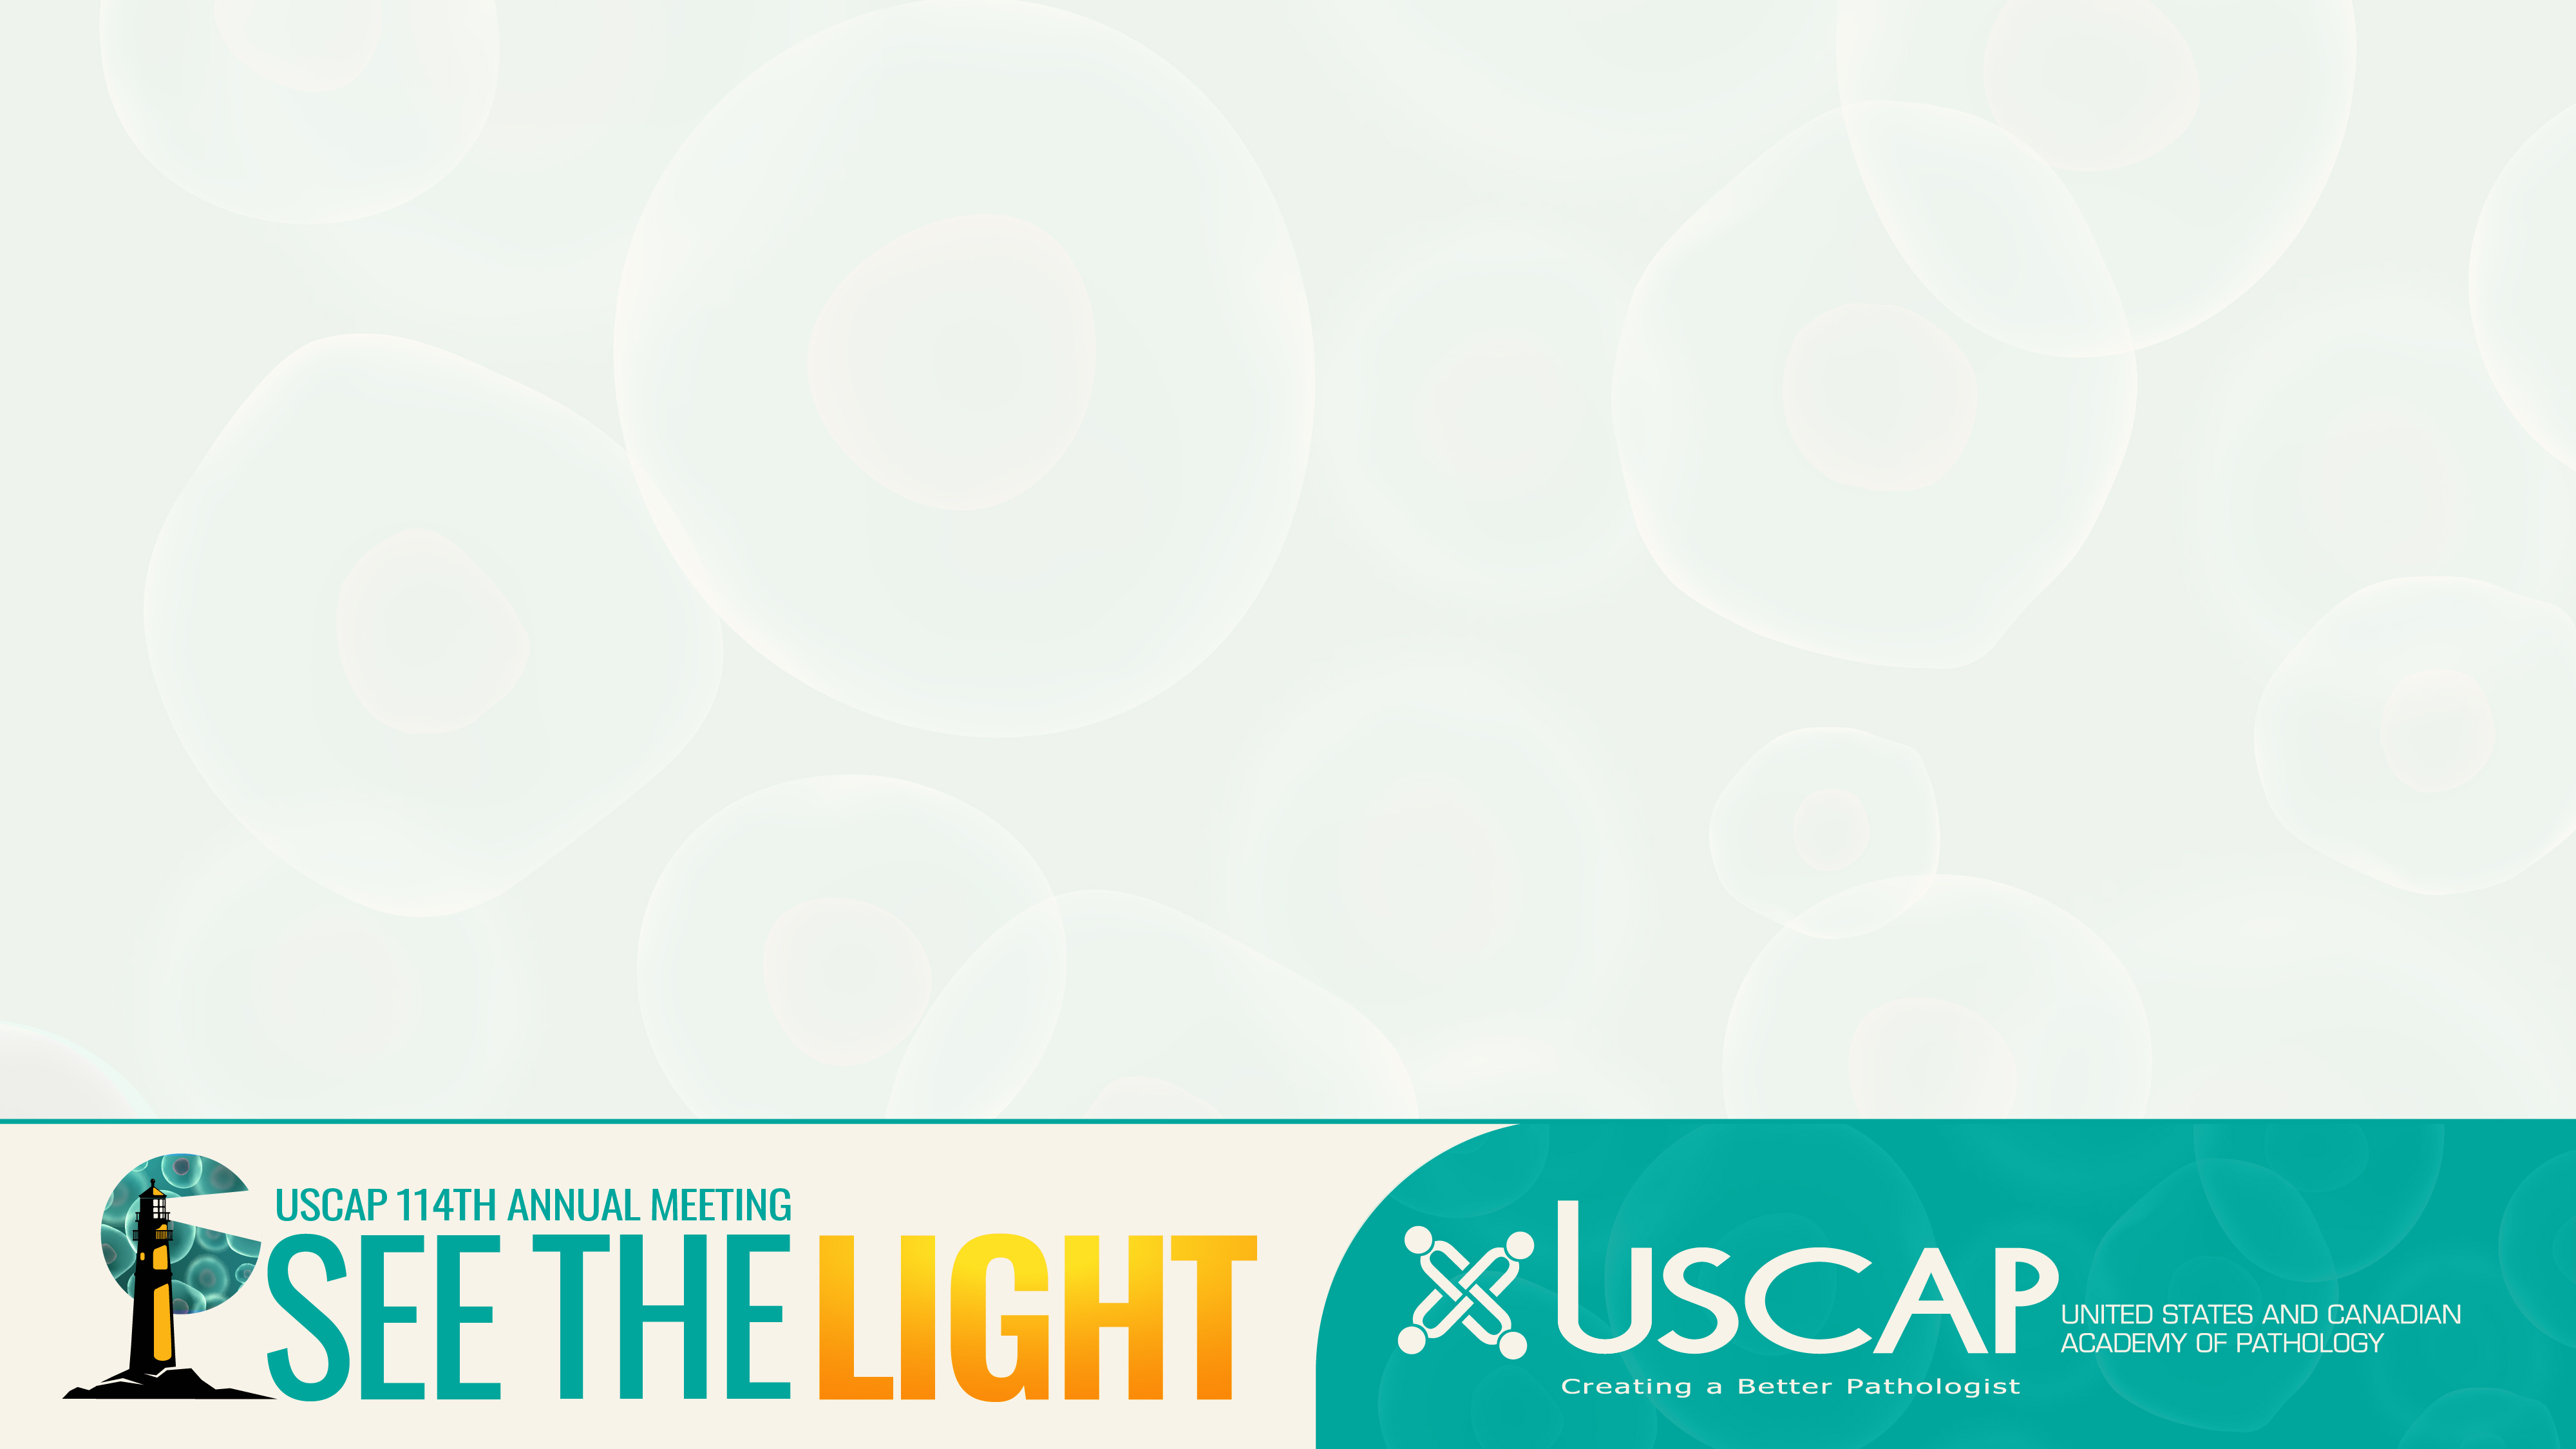 USCAP 114TH ANNUAL MEETING
SEE THE LIGHT
USCAP
UNITED STATES AND CANADIAN
ACADEMY OF PATHOLOGY
Creating a Better Pathologist